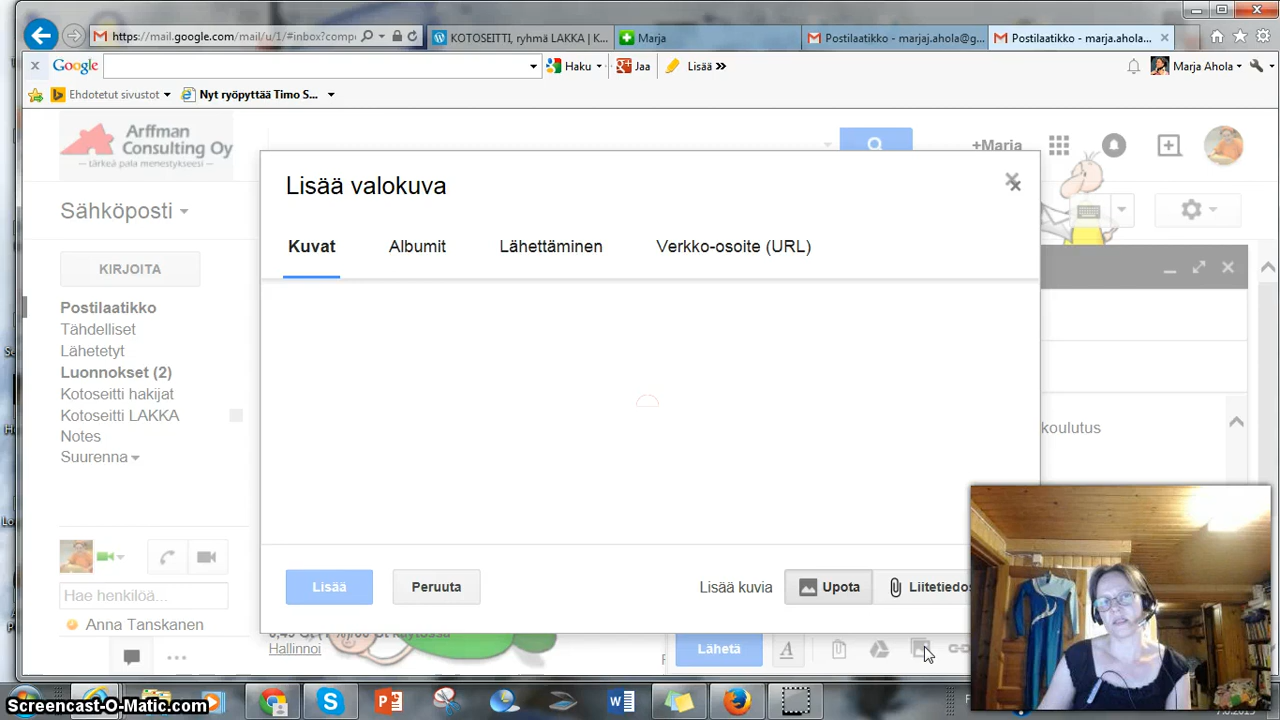 https://mail.google.com/mail/u/1/#inbox?comp
KOTOSEITTI, ryhmä LAKKA | K...
Marja
Postilaatikko - marjaj.ahola@g...
Postilaatikko - marja.ahola...
Google
Haku
Jaa
Lisää »
Marja Ahola
Ehdotetut sivustot
Nyt ryöpyttää Timo S...
Arffman
Consulting Oy
— tärkeä pala menestykseesi —
+Marja
Lisää valokuva
Sähköposti
Kuvat Albumit Lähettäminen Verkko-osoite (URL)
KIRJOITA
Postilaatikko
Tähdelliset
Lähetetyt
Luonnokset (2)
Kotoseitti hakijat
Kotoseitti LAKKA
Notes
Suurenna
koulutus
Hae henkilöä...
Anna Tanskanen
Lisää Peruuta Lisää kuvia Upota Liitetiedos
Hallinnoi
Lähetä
Screencast-O-Matic.com